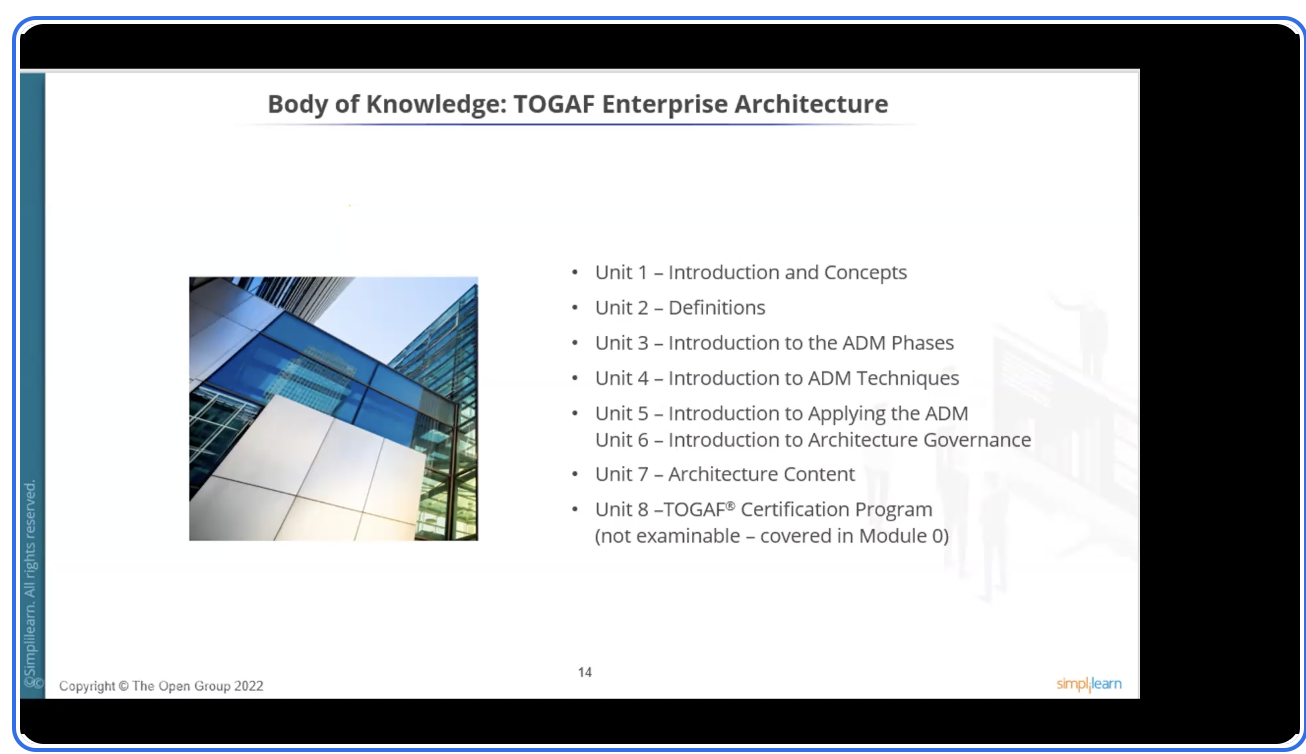 Body of Knowledge: TOGAF Enterprise Architecture
• Unit 1 – Introduction and Concepts
• Unit 2 – Definitions
• Unit 3 – Introduction to the ADM Phases
• Unit 4 – Introduction to ADM Techniques
• Unit 5 – Introduction to Applying the ADM
Unit 6 – Introduction to Architecture Governance
• Unit 7 – Architecture Content
• Unit 8 –TOGAF® Certification Program
(not examinable – covered in Module 0)
©Simplilearn. All rights reserved.
©
14
Copyright © The Open Group 2022
simplilearn